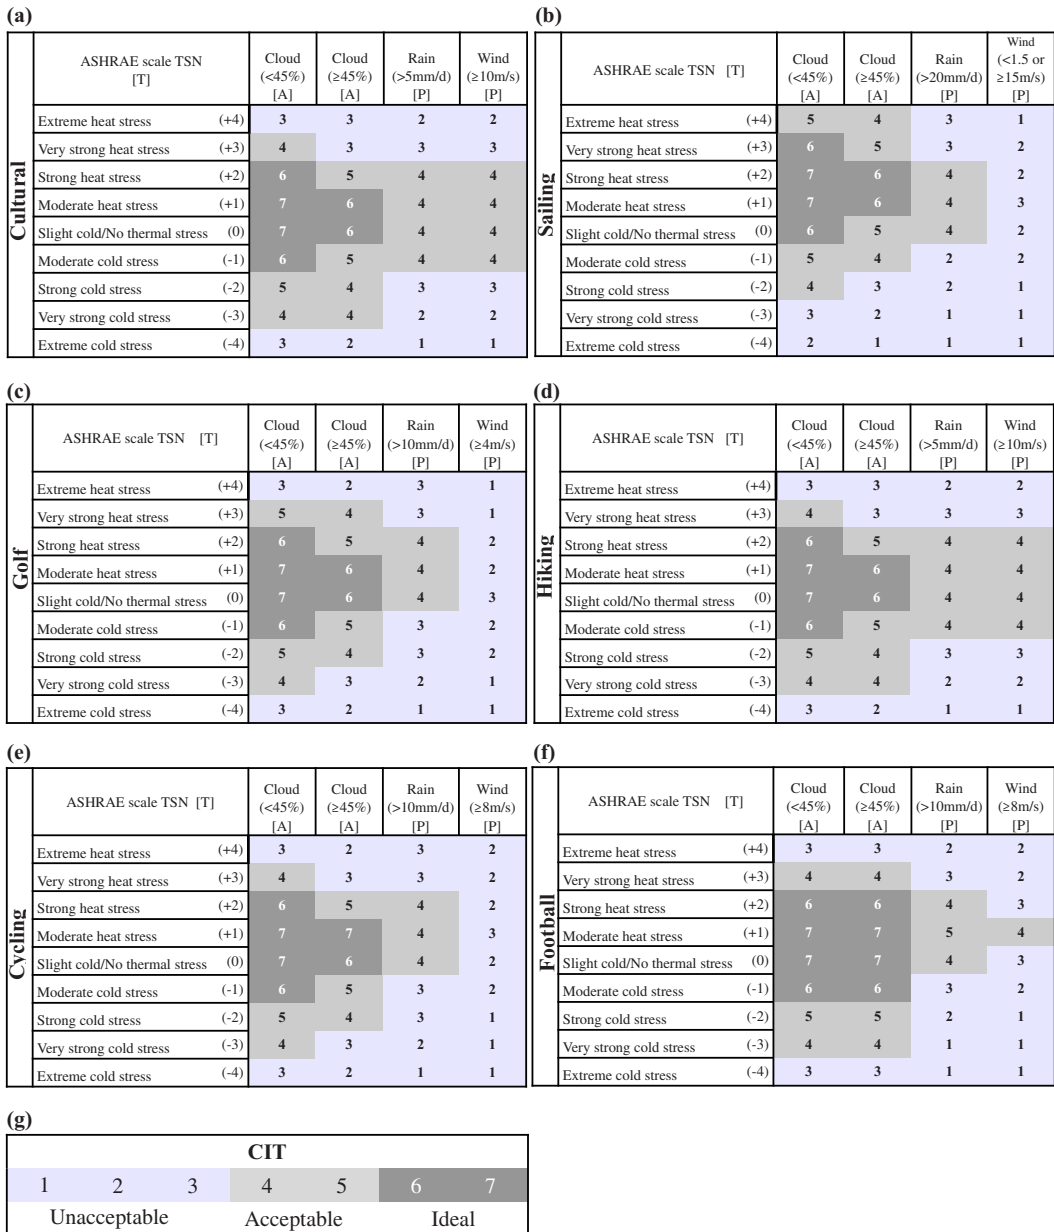 (a)
Cultural
ASHRAE scale TSN [T] Cloud (<45%) [A] Cloud (≥45%) [A] Rain (>5mm/d) [P] Wind (≥10m/s) [P]
Extreme heat stress (+4) 3 3 2 2
Very strong heat stress (+3) 4 3 3 3
Strong heat stress (+2) 6 5 4 4
Moderate heat stress (+1) 7 6 4 4
Slight cold/No thermal stress (0) 7 6 4 4
Moderate cold stress (-1) 6 5 4 4
Strong cold stress (-2) 5 4 3 3
Very strong cold stress (-3) 4 4 2 2
Extreme cold stress (-4) 3 2 1 1
(b)
Sailing
ASHRAE scale TSN [T] Cloud (<45%) [A] Cloud (≥45%) [A] Rain (>20mm/d) [P] Wind (<1.5 or ≥15m/s) [P]
Extreme heat stress (+4) 5 4 3 1
Very strong heat stress (+3) 6 5 3 2
Strong heat stress (+2) 7 6 4 2
Moderate heat stress (+1) 7 6 4 3
Slight cold/No thermal stress (0) 6 5 4 2
Moderate cold stress (-1) 5 4 2 2
Strong cold stress (-2) 4 3 2 1
Very strong cold stress (-3) 3 2 1 1
Extreme cold stress (-4) 2 1 1 1
(c)
Golf
ASHRAE scale TSN [T] Cloud (<45%) [A] Cloud (≥45%) [A] Rain (>10mm/d) [P] Wind (≥4m/s) [P]
Extreme heat stress (+4) 3 2 3 1
Very strong heat stress (+3) 5 4 3 1
Strong heat stress (+2) 6 5 4 2
Moderate heat stress (+1) 7 6 4 2
Slight cold/No thermal stress (0) 7 6 4 3
Moderate cold stress (-1) 6 5 3 2
Strong cold stress (-2) 5 4 3 2
Very strong cold stress (-3) 4 3 2 1
Extreme cold stress (-4) 3 2 1 1
(d)
Hiking
ASHRAE scale TSN [T] Cloud (<45%) [A] Cloud (≥45%) [A] Rain (>5mm/d) [P] Wind (≥10m/s) [P]
Extreme heat stress (+4) 3 3 2 2
Very strong heat stress (+3) 4 3 3 3
Strong heat stress (+2) 6 5 4 4
Moderate heat stress (+1) 7 6 4 4
Slight cold/No thermal stress (0) 7 6 4 4
Moderate cold stress (-1) 6 5 4 4
Strong cold stress (-2) 5 4 3 3
Very strong cold stress (-3) 4 4 2 2
Extreme cold stress (-4) 3 2 1 1
(e)
Cycling
ASHRAE scale TSN [T] Cloud (<45%) [A] Cloud (≥45%) [A] Rain (>10mm/d) [P] Wind (≥8m/s) [P]
Extreme heat stress (+4) 3 2 3 2
Very strong heat stress (+3) 4 3 3 2
Strong heat stress (+2) 6 5 4 2
Moderate heat stress (+1) 7 7 4 3
Slight cold/No thermal stress (0) 7 6 4 2
Moderate cold stress (-1) 6 5 3 2
Strong cold stress (-2) 5 4 3 1
Very strong cold stress (-3) 4 3 2 1
Extreme cold stress (-4) 3 2 1 1
(f)
Football
ASHRAE scale TSN [T] Cloud (<45%) [A] Cloud (≥45%) [A] Rain (>10mm/d) [P] Wind (≥8m/s) [P]
Extreme heat stress (+4) 3 3 2 2
Very strong heat stress (+3) 4 4 3 2
Strong heat stress (+2) 6 6 4 3
Moderate heat stress (+1) 7 7 5 4
Slight cold/No thermal stress (0) 7 7 4 3
Moderate cold stress (-1) 6 6 3 2
Strong cold stress (-2) 5 5 2 1
Very strong cold stress (-3) 4 4 1 1
Extreme cold stress (-4) 3 3 1 1
(g)
CIT
1 2 3 4 5 6 7
Unacceptable Acceptable Ideal